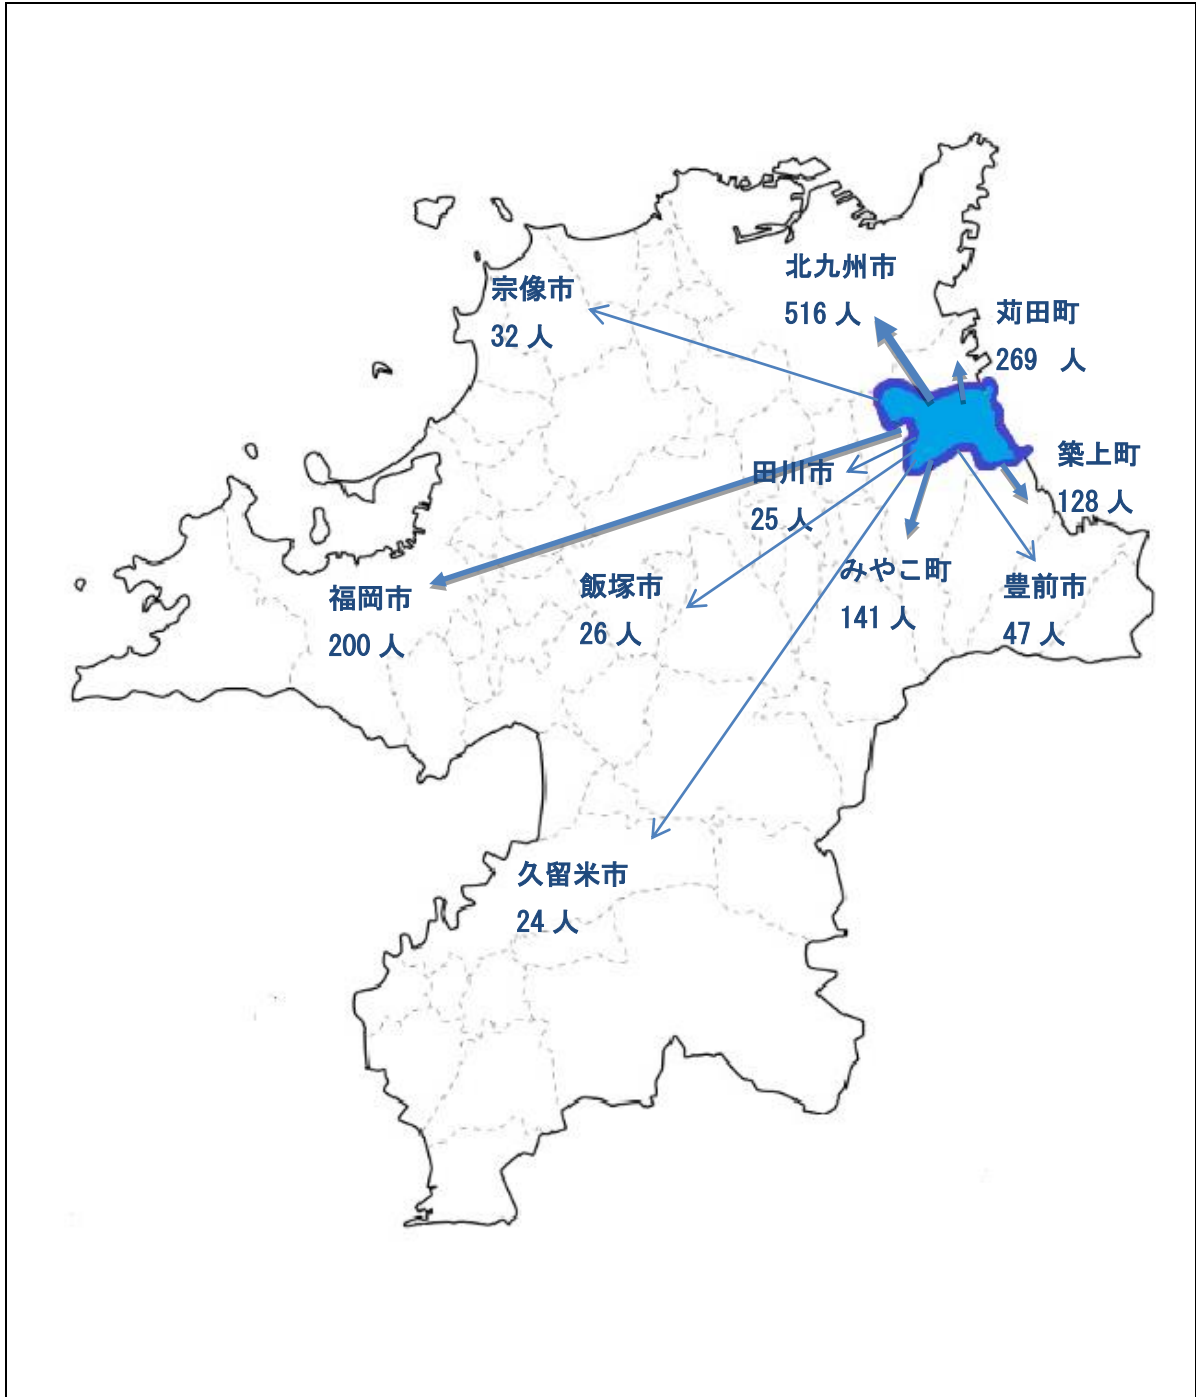 北九州市
516 人
宗像市
32 人
苅田町
269 人
築上町
128 人
田川市
25 人
みやこ町
141 人
豊前市
47 人
飯塚市
26 人
福岡市
200 人
久留米市
24 人